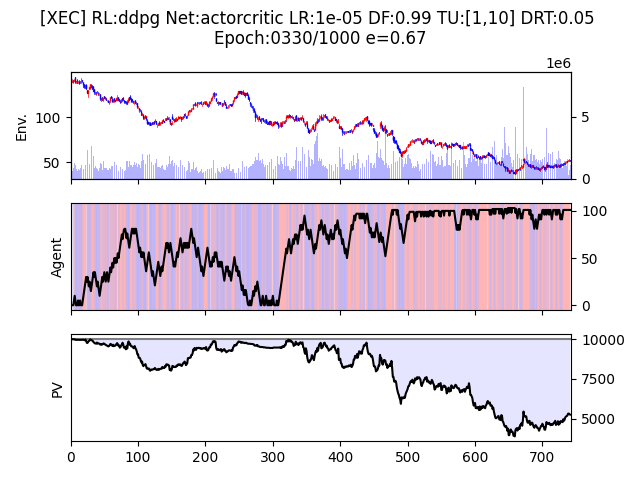 [XEC] RL:ddpg Net:actorcritic LR:1e-05 DF:0.99 TU:[1,10] DRT:0.05
Epoch:0330/1000 e=0.67
1e6
Env.
100
50
5
0
Agent
100
50
0
PV
10000
7500
5000
0 100 200 300 400 500 600 700